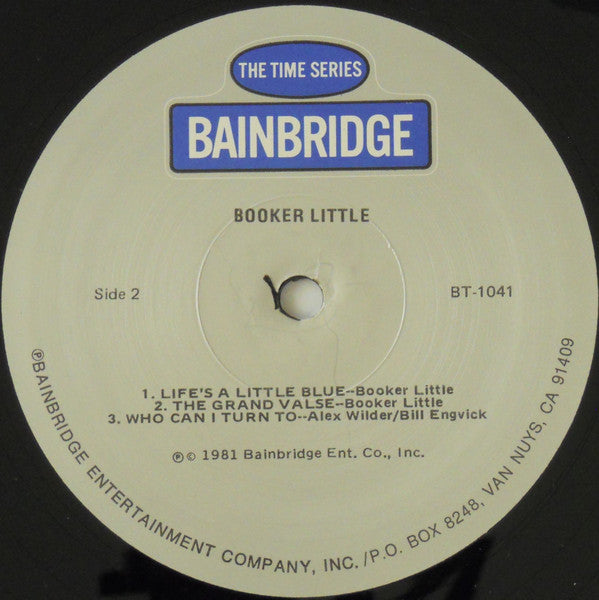 THE TIME SERIES
BAINBRIDGE
BOOKER LITTLE
Side 2
BT-1041
1. LIFE'S A LITTLE BLUE--Booker Little
2. THE GRAND VALSE--Booker Little
3. WHO CAN I TURN TO--Alex Wilder/Bill Engvick
℗ © 1981 Bainbridge Ent. Co., Inc.
℗BAINBRIDGE ENTERTAINMENT COMPANY, INC./P.O. BOX 8248, VAN NUYS, CA 91409